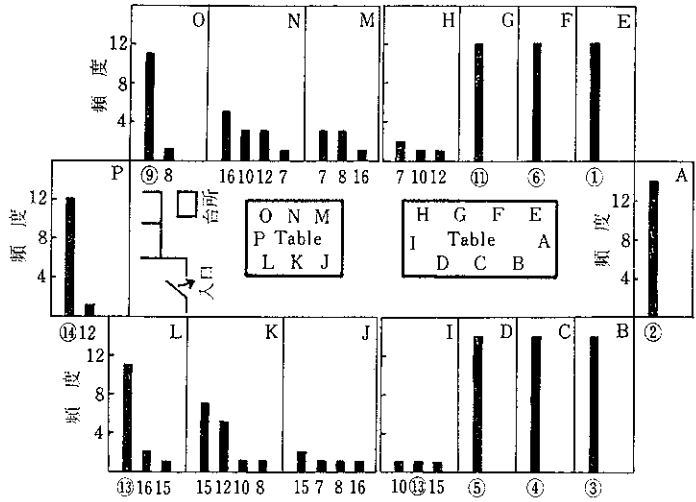 O N M H G F E
頻度
12
8
4
⑨ 8 16 10 12 7 7 8 16 7 10 12 ⑪ ⑥ ①
P A
頻度
12
8
4
台所
入口
O N M
P Table
L K J
H G F E
I Table A
D C B
頻度
12
8
4
⑭ 12 ②
L K J I D C B
頻度
12
8
4
⑬ 16 15 15 12 10 8 15 7 8 16 10 ⑬ 15 ⑤ ④ ③